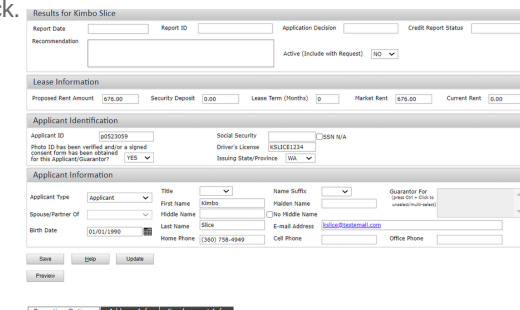 ck.
Results for Kimbo Slice
Report Date Report ID Application Decision Credit Report Status
Recommendation
Active (Include with Request) NO
Lease Information
Proposed Rent Amount 676.00 Security Deposit 0.00 Lease Term (Months) 0 Market Rent 676.00 Current Rent 0.00
Applicant Identification
Applicant ID p0523059 Social Security SSN N/A
Photo ID has been verified and/or a signed consent form has been obtained for this Applicant/Guarantor? YES Driver's License KSLICE1234
Issuing State/Province WA
Applicant Information
Applicant Type Applicant Title Name Suffix Guarantor For
(press Ctrl + Click to unselect/multi-select)
First Name Kimbo Maiden Name
Spouse/Partner Of Middle Name No Middle Name
Birth Date 01/01/1990 Last Name Slice E-mail Address kslice@testemail.com
Home Phone (360) 758-4949 Cell Phone Office Phone
Save Help Update
Preview